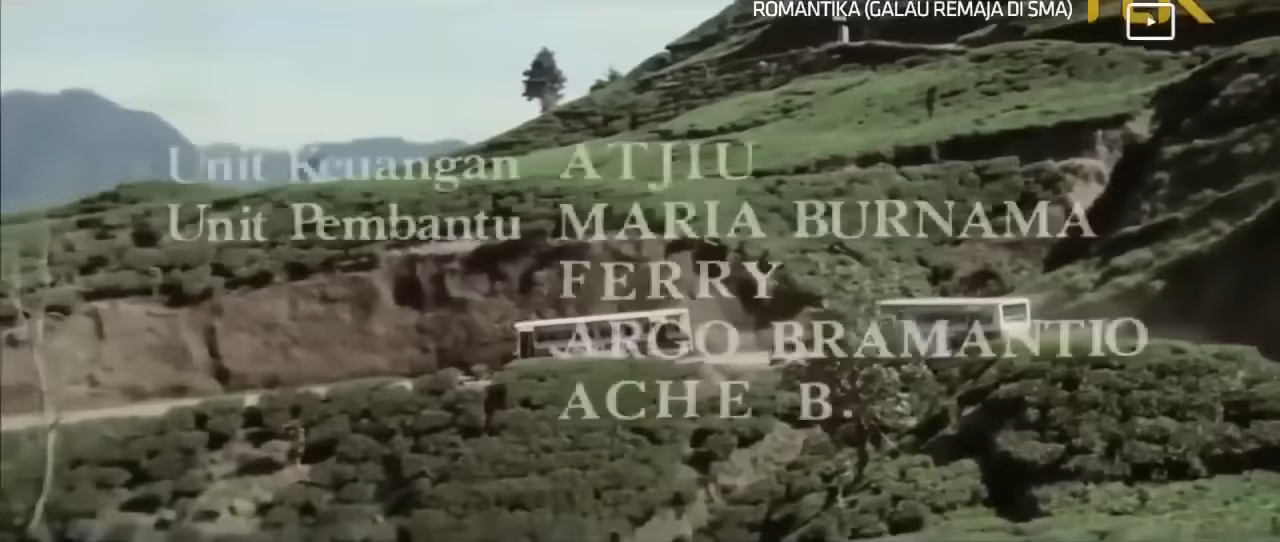 ROMANTIKA (GALAU REMAJA DI SMA)
Unit Keuangan ATJIU
Unit Pembantu MARIA BURNAMA
FERRY
ARGO BRAMANTIO
ACHE B.